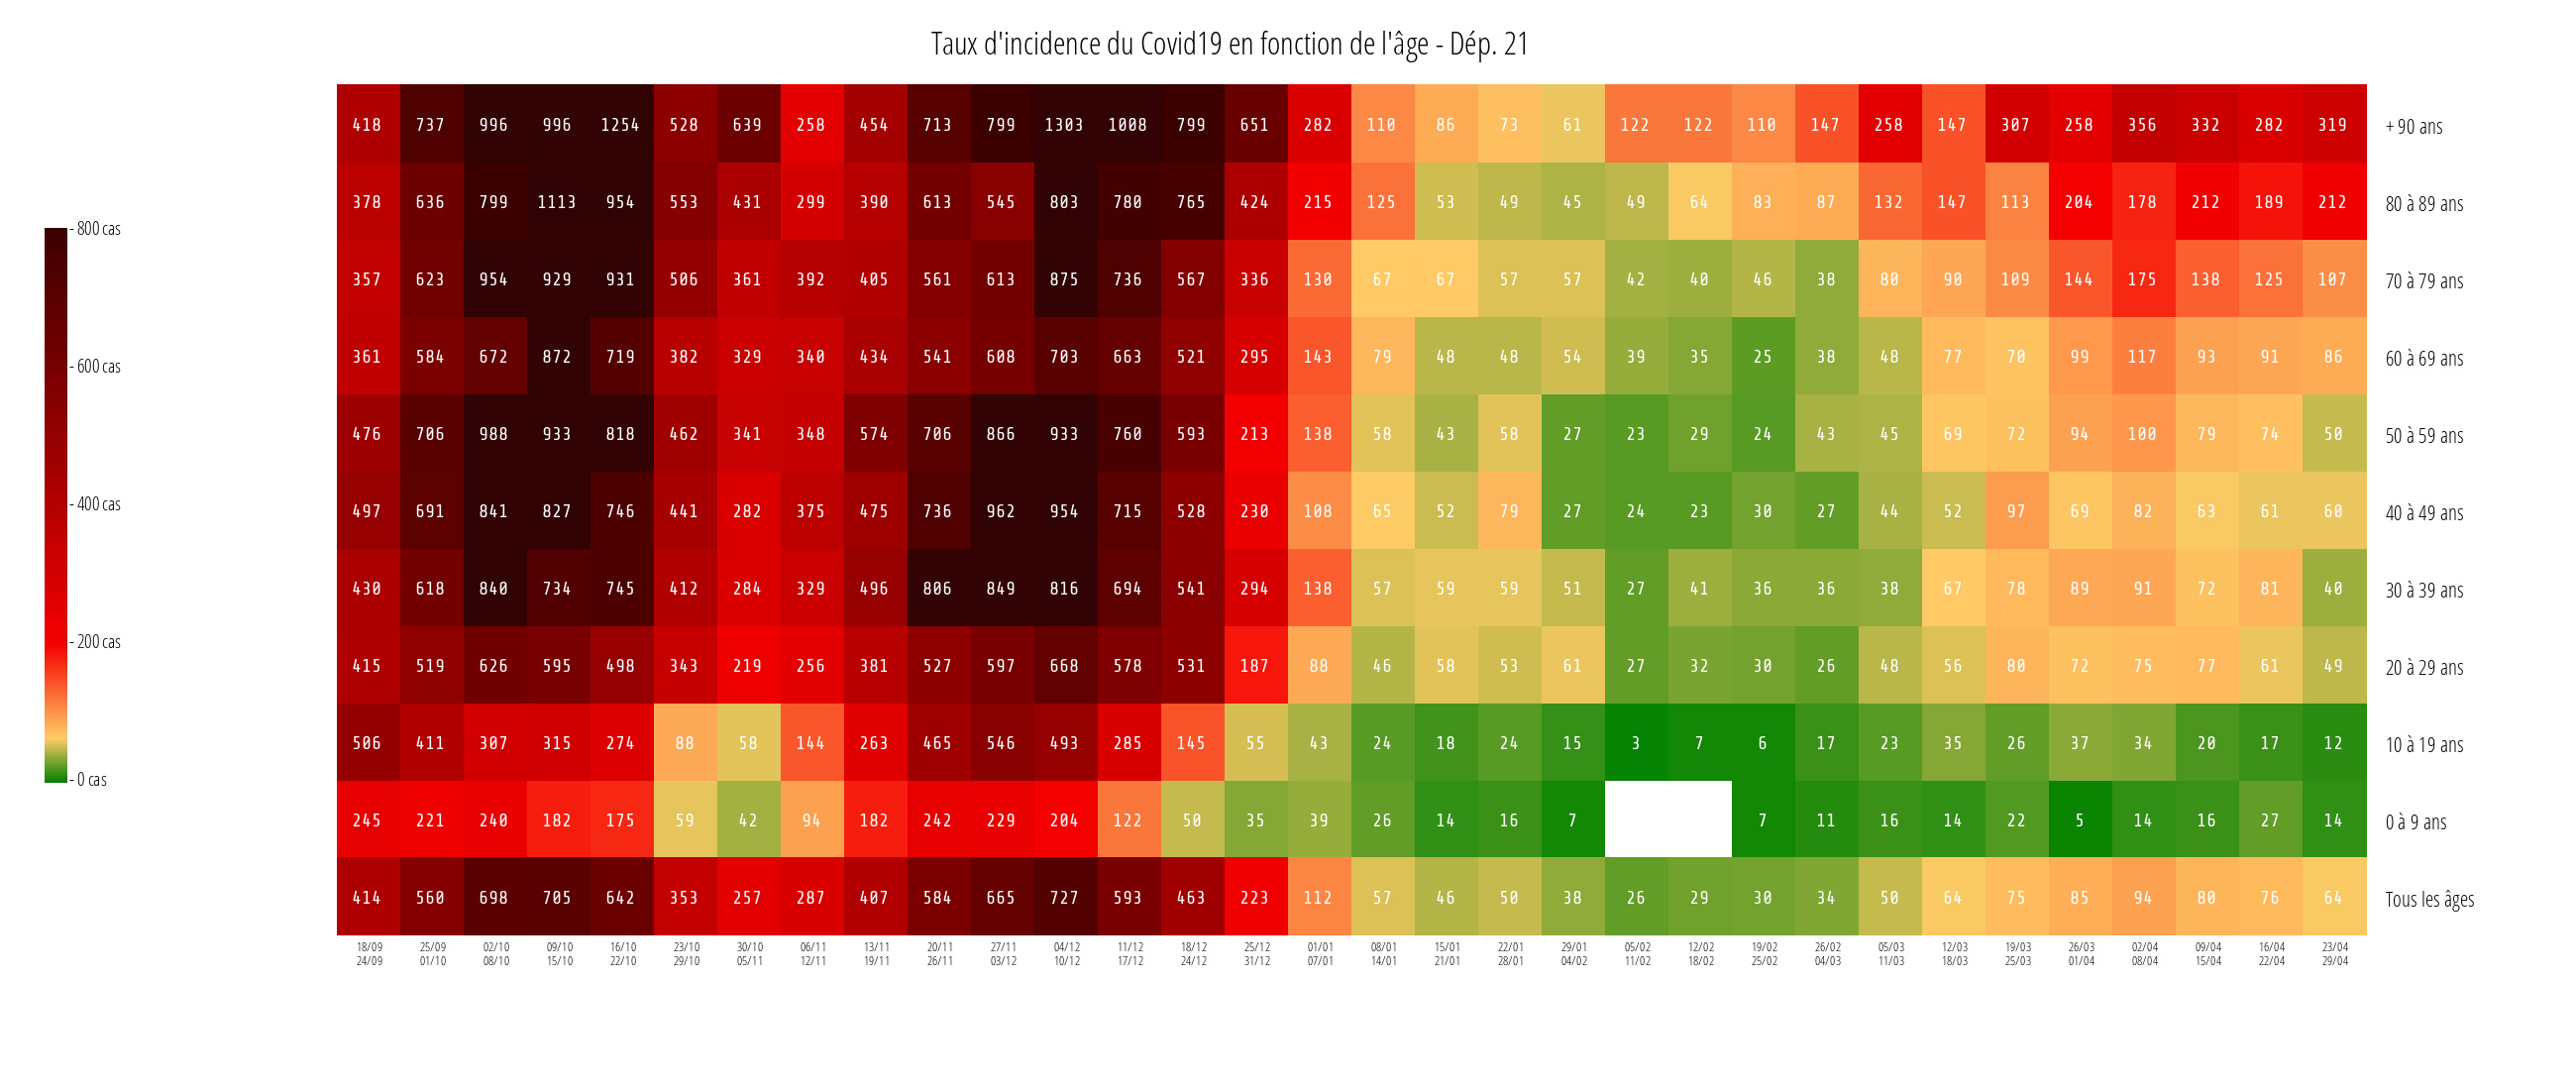 Taux d'incidence du Covid19 en fonction de l'âge - Dép. 21
- 800 cas
- 600 cas
- 400 cas
- 200 cas
- 0 cas
418 737 996 996 1254 528 639 258 454 713 799 1303 1008 799 651 282 110 86 73 61 122 122 110 147 258 147 307 258 356 332 282 319 + 90 ans
378 636 799 1113 954 553 431 299 390 613 545 803 780 765 424 215 125 53 49 45 49 64 83 87 132 147 113 204 178 212 189 212 80 à 89 ans
357 623 954 929 931 506 361 392 405 561 613 875 736 567 336 130 67 67 57 57 42 40 46 38 80 90 109 144 175 138 125 107 70 à 79 ans
361 584 672 872 719 382 329 340 434 541 608 703 663 521 295 143 79 48 48 54 39 35 25 38 48 77 70 99 117 93 91 86 60 à 69 ans
476 706 988 933 818 462 341 348 574 706 866 933 760 593 213 138 58 43 58 27 23 29 24 43 45 69 72 94 100 79 74 50 50 à 59 ans
497 691 841 827 746 441 282 375 475 736 962 954 715 528 230 108 65 52 79 27 24 23 30 27 44 52 97 69 82 63 61 60 40 à 49 ans
430 618 840 734 745 412 284 329 496 806 849 816 694 541 294 138 57 59 59 51 27 41 36 36 38 67 78 89 91 72 81 40 30 à 39 ans
415 519 626 595 498 343 219 256 381 527 597 668 578 531 187 88 46 58 53 61 27 32 30 26 48 56 80 72 75 77 61 49 20 à 29 ans
506 411 307 315 274 88 58 144 263 465 546 493 285 145 55 43 24 18 24 15 3 7 6 17 23 35 26 37 34 20 17 12 10 à 19 ans
245 221 240 182 175 59 42 94 182 242 229 204 122 50 35 39 26 14 16 7 7 11 16 14 22 5 14 16 27 14 0 à 9 ans
414 560 698 705 642 353 257 287 407 584 665 727 593 463 223 112 57 46 50 38 26 29 30 34 50 64 75 85 94 80 76 64 Tous les âges
18/09 25/09 02/10 09/10 16/10 23/10 30/10 06/11 13/11 20/11 27/11 04/12 11/12 18/12 25/12 01/01 08/01 15/01 22/01 29/01 05/02 12/02 19/02 26/02 05/03 12/03 19/03 26/03 02/04 09/04 16/04 23/04
24/09 01/10 08/10 15/10 22/10 29/10 05/11 12/11 19/11 26/11 03/12 10/12 17/12 24/12 31/12 07/01 14/01 21/01 28/01 04/02 11/02 18/02 25/02 04/03 11/03 18/03 25/03 01/04 08/04 15/04 22/04 29/04